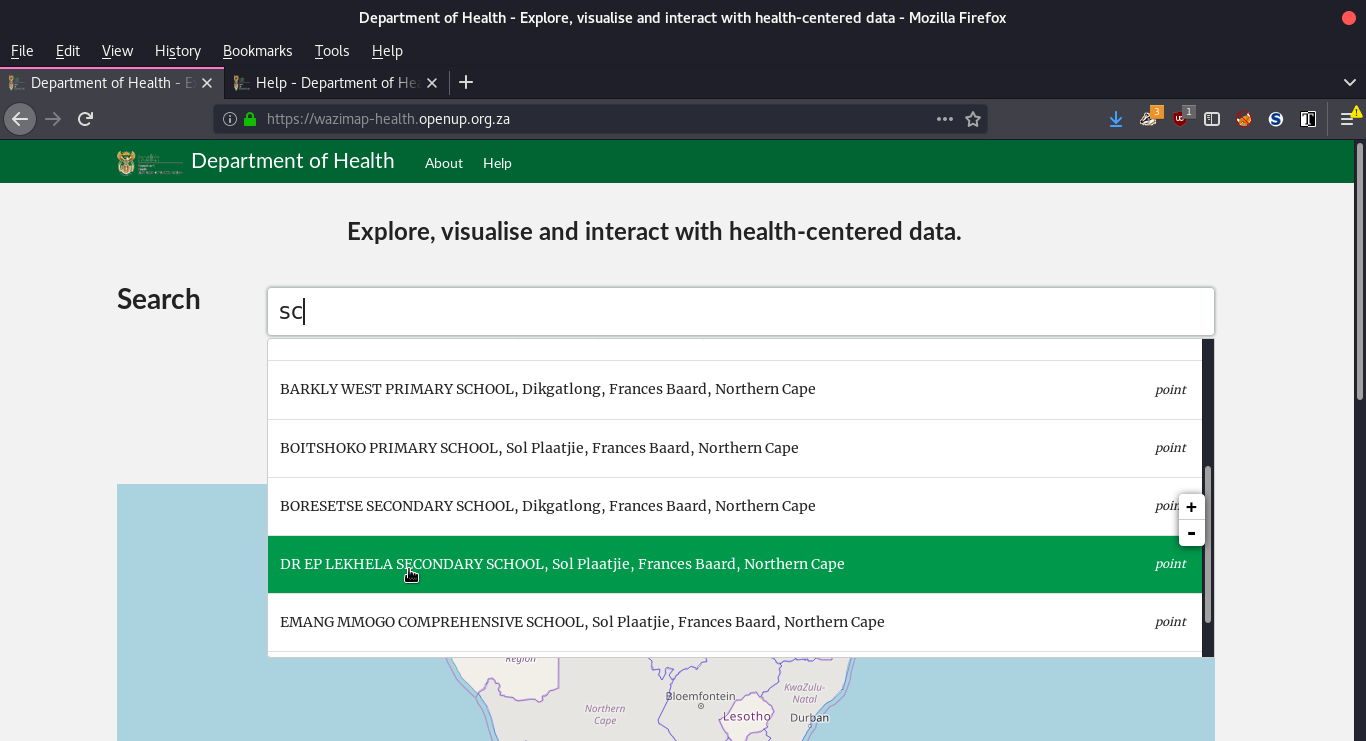 Department of Health - Explore, visualise and interact with health-centered data - Mozilla Firefox
File Edit View History Bookmarks Tools Help
Department of Health - E
Help - Department of He
https://wazimap-health.openup.org.za
3
1
Department of Health
About
Help
Explore, visualise and interact with health-centered data.
Search
sc
BARKLY WEST PRIMARY SCHOOL, Dikgatlong, Frances Baard, Northern Cape point
BOITSHOKO PRIMARY SCHOOL, Sol Plaatjie, Frances Baard, Northern Cape point
BORESETSE SECONDARY SCHOOL, Dikgatlong, Frances Baard, Northern Cape poin
+
-
DR EP LEKHELA SECONDARY SCHOOL, Sol Plaatjie, Frances Baard, Northern Cape point
EMANG MMOGO COMPREHENSIVE SCHOOL, Sol Plaatjie, Frances Baard, Northern Cape point
Region
Bloemfontein
KwaZulu-
Natal
Northern
Cape
Lesotho
Durban